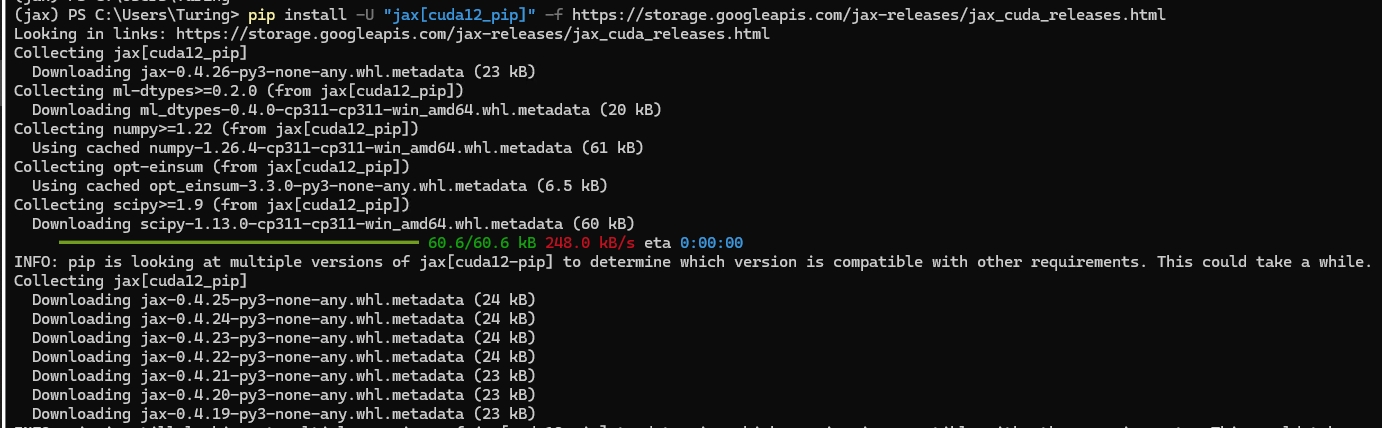 (jax) PS C:\Users\Turing> pip install -U "jax[cuda12_pip]" -f https://storage.googleapis.com/jax-releases/jax_cuda_releases.html
Looking in links: https://storage.googleapis.com/jax-releases/jax_cuda_releases.html
Collecting jax[cuda12_pip]
  Downloading jax-0.4.26-py3-none-any.whl.metadata (23 kB)
Collecting ml-dtypes>=0.2.0 (from jax[cuda12_pip])
  Downloading ml_dtypes-0.4.0-cp311-cp311-win_amd64.whl.metadata (20 kB)
Collecting numpy>=1.22 (from jax[cuda12_pip])
  Using cached numpy-1.26.4-cp311-cp311-win_amd64.whl.metadata (61 kB)
Collecting opt-einsum (from jax[cuda12_pip])
  Using cached opt_einsum-3.3.0-py3-none-any.whl.metadata (6.5 kB)
Collecting scipy>=1.9 (from jax[cuda12_pip])
  Downloading scipy-1.13.0-cp311-cp311-win_amd64.whl.metadata (60 kB)
60.6/60.6 kB 248.0 kB/s eta 0:00:00
INFO: pip is looking at multiple versions of jax[cuda12-pip] to determine which version is compatible with other requirements. This could take a while.
Collecting jax[cuda12_pip]
  Downloading jax-0.4.25-py3-none-any.whl.metadata (24 kB)
  Downloading jax-0.4.24-py3-none-any.whl.metadata (24 kB)
  Downloading jax-0.4.23-py3-none-any.whl.metadata (24 kB)
  Downloading jax-0.4.22-py3-none-any.whl.metadata (24 kB)
  Downloading jax-0.4.21-py3-none-any.whl.metadata (23 kB)
  Downloading jax-0.4.20-py3-none-any.whl.metadata (23 kB)
  Downloading jax-0.4.19-py3-none-any.whl.metadata (23 kB)